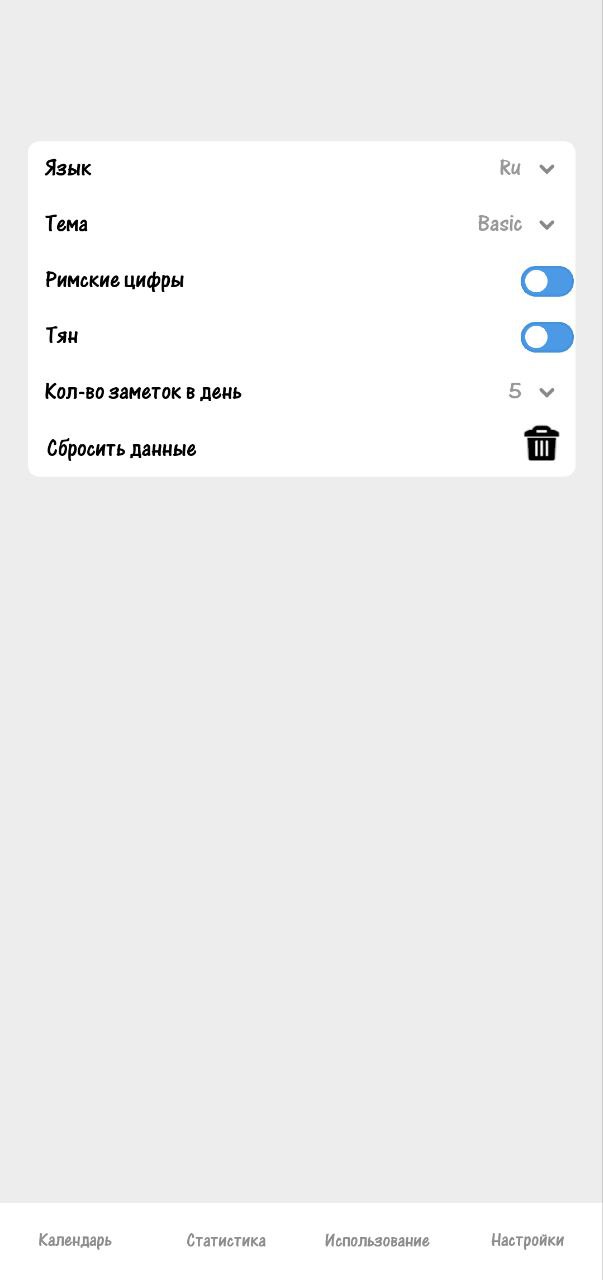 Язык Ru
Тема Basic
Римские цифры
Тян
Кол-во заметок в день 5
Сбросить данные
Календарь Статистика Использование Настройки